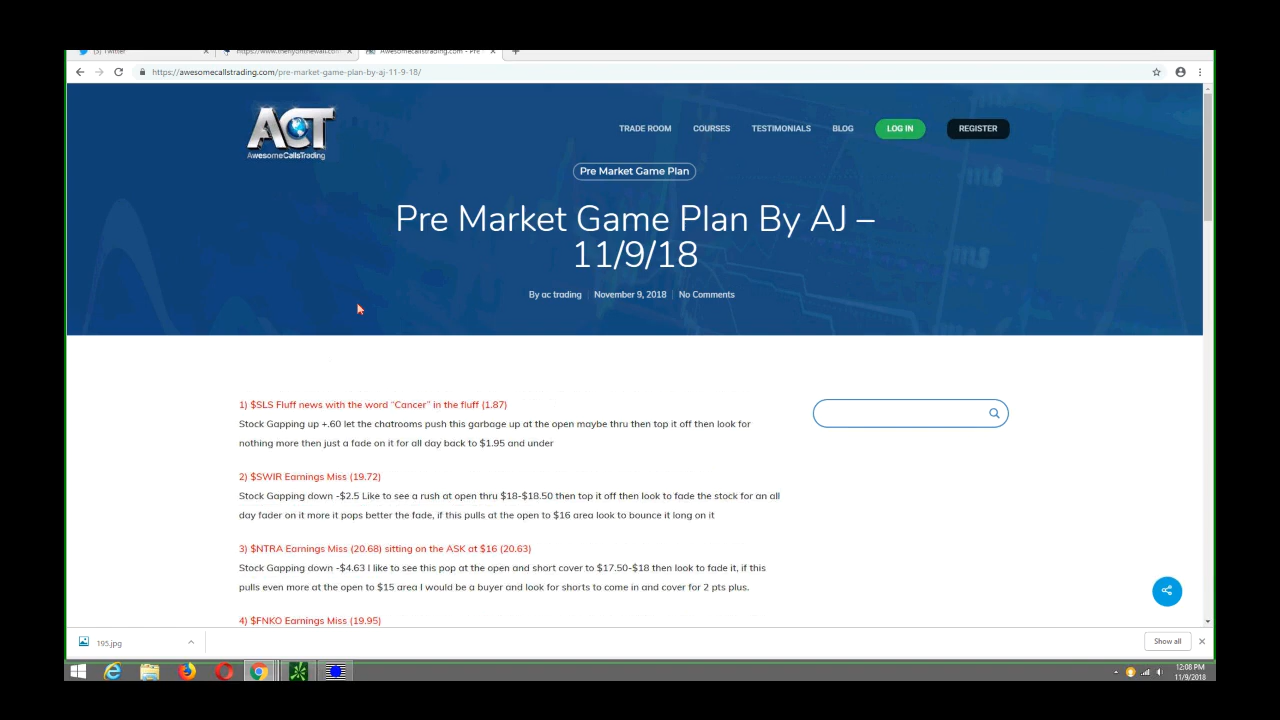 (3) Twitter
https://www.theflyonthewall.com
Awesomecallstrading.com - Pre
https://awesomecallstrading.com/pre-market-game-plan-by-aj-11-9-18/
ACT
AwesomeCallsTrading
TRADE ROOM COURSES TESTIMONIALS BLOG LOG IN REGISTER
Pre Market Game Plan
Pre Market Game Plan By AJ –
11/9/18
By ac trading November 9, 2018 No Comments
1) $SLS Fluff news with the word “Cancer” in the fluff (1.87)
Stock Gapping up +.60 let the chatrooms push this garbage up at the open maybe thru then top it off then look for
nothing more then just a fade on it for all day back to $1.95 and under
2) $SWIR Earnings Miss (19.72)
Stock Gapping down -$2.5 Like to see a rush at open thru $18-$18.50 then top it off then look to fade the stock for an all
day fader on it more it pops better the fade, if this pulls at the open to $16 area look to bounce it long on it
3) $NTRA Earnings Miss (20.68) sitting on the ASK at $16 (20.63)
Stock Gapping down -$4.63 I like to see this pop at the open and short cover to $17.50-$18 then look to fade it, if this
pulls even more at the open to $15 area I would be a buyer and look for shorts to come in and cover for 2 pts plus.
4) $FNKO Earnings Miss (19.95)
195.jpg
Show all
12:08 PM
11/9/2018